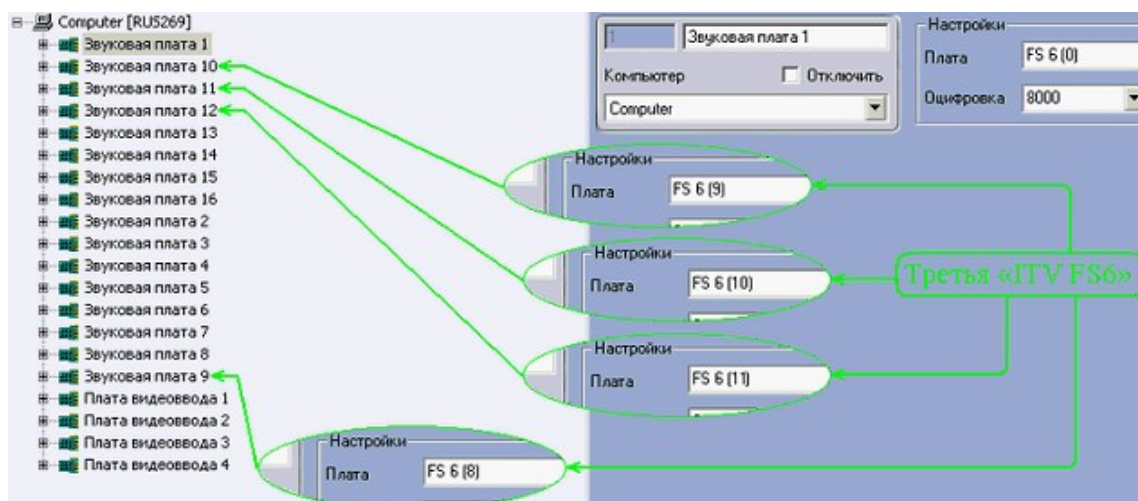 Computer [RUS269]
Звуковая плата 1
Звуковая плата 10
Звуковая плата 11
Звуковая плата 12
Звуковая плата 13
Звуковая плата 14
Звуковая плата 15
Звуковая плата 16
Звуковая плата 2
Звуковая плата 3
Звуковая плата 4
Звуковая плата 5
Звуковая плата 6
Звуковая плата 7
Звуковая плата 8
Звуковая плата 9
Плата видеоввода 1
Плата видеоввода 2
Плата видеоввода 3
Плата видеоввода 4
1 Звуковая плата 1
Компьютер Отключить
Computer
Настройки
Плата FS 6 (0)
Оцифровка 8000
Настройки
Плата FS 6 (9)
Настройки
Плата FS 6 (10)
Настройки
Плата FS 6 (11)
Третья «ITV FS6»
Настройки
Плата FS 6 (8)